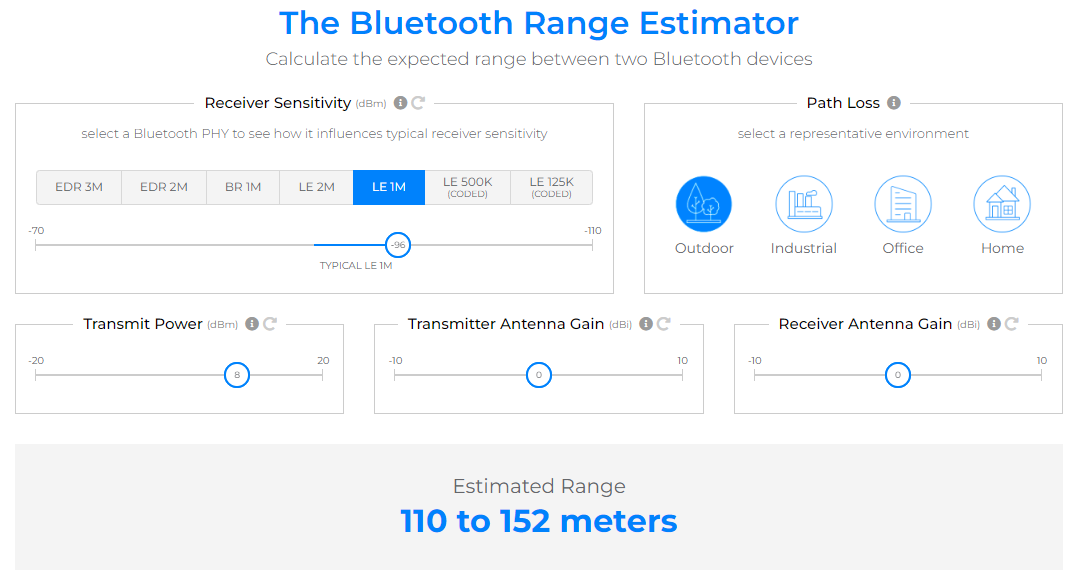 The Bluetooth Range Estimator
Calculate the expected range between two Bluetooth devices
Receiver Sensitivity (dBm)
select a Bluetooth PHY to see how it influences typical receiver sensitivity
EDR 3M
EDR 2M
BR 1M
LE 2M
LE 1M
LE 500K
(CODED)
LE 125K
(CODED)
-70
-110
-96
TYPICAL LE 1M
Path Loss
select a representative environment
Outdoor
Industrial
Office
Home
Transmit Power (dBm)
-20
20
8
Transmitter Antenna Gain (dBi)
-10
10
0
Receiver Antenna Gain (dBi)
-10
10
0
Estimated Range
110 to 152 meters